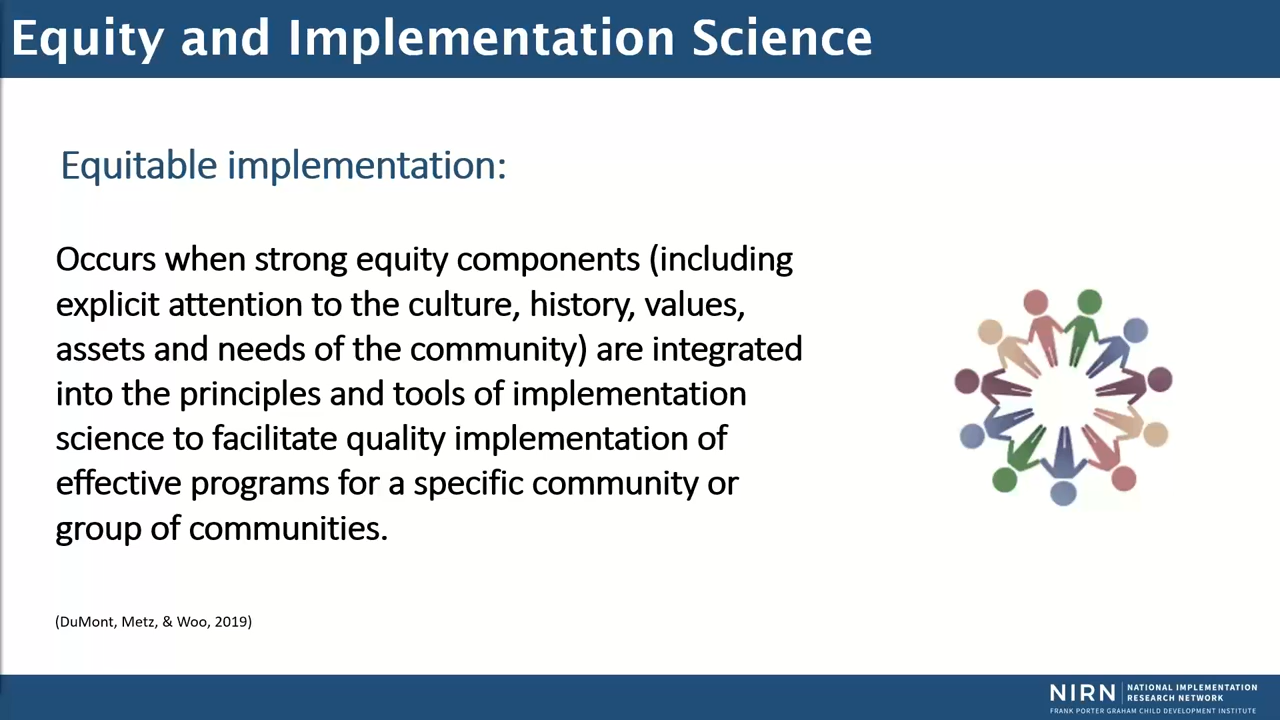 Equity and Implementation Science
Equitable implementation:
Occurs when strong equity components (including
explicit attention to the culture, history, values,
assets and needs of the community) are integrated
into the principles and tools of implementation
science to facilitate quality implementation of
effective programs for a specific community or
group of communities.
(DuMont, Metz, & Woo, 2019)
NIRN
NATIONAL IMPLEMENTATION
RESEARCH NETWORK
FRANK PORTER GRAHAM CHILD DEVELOPMENT INSTITUTE